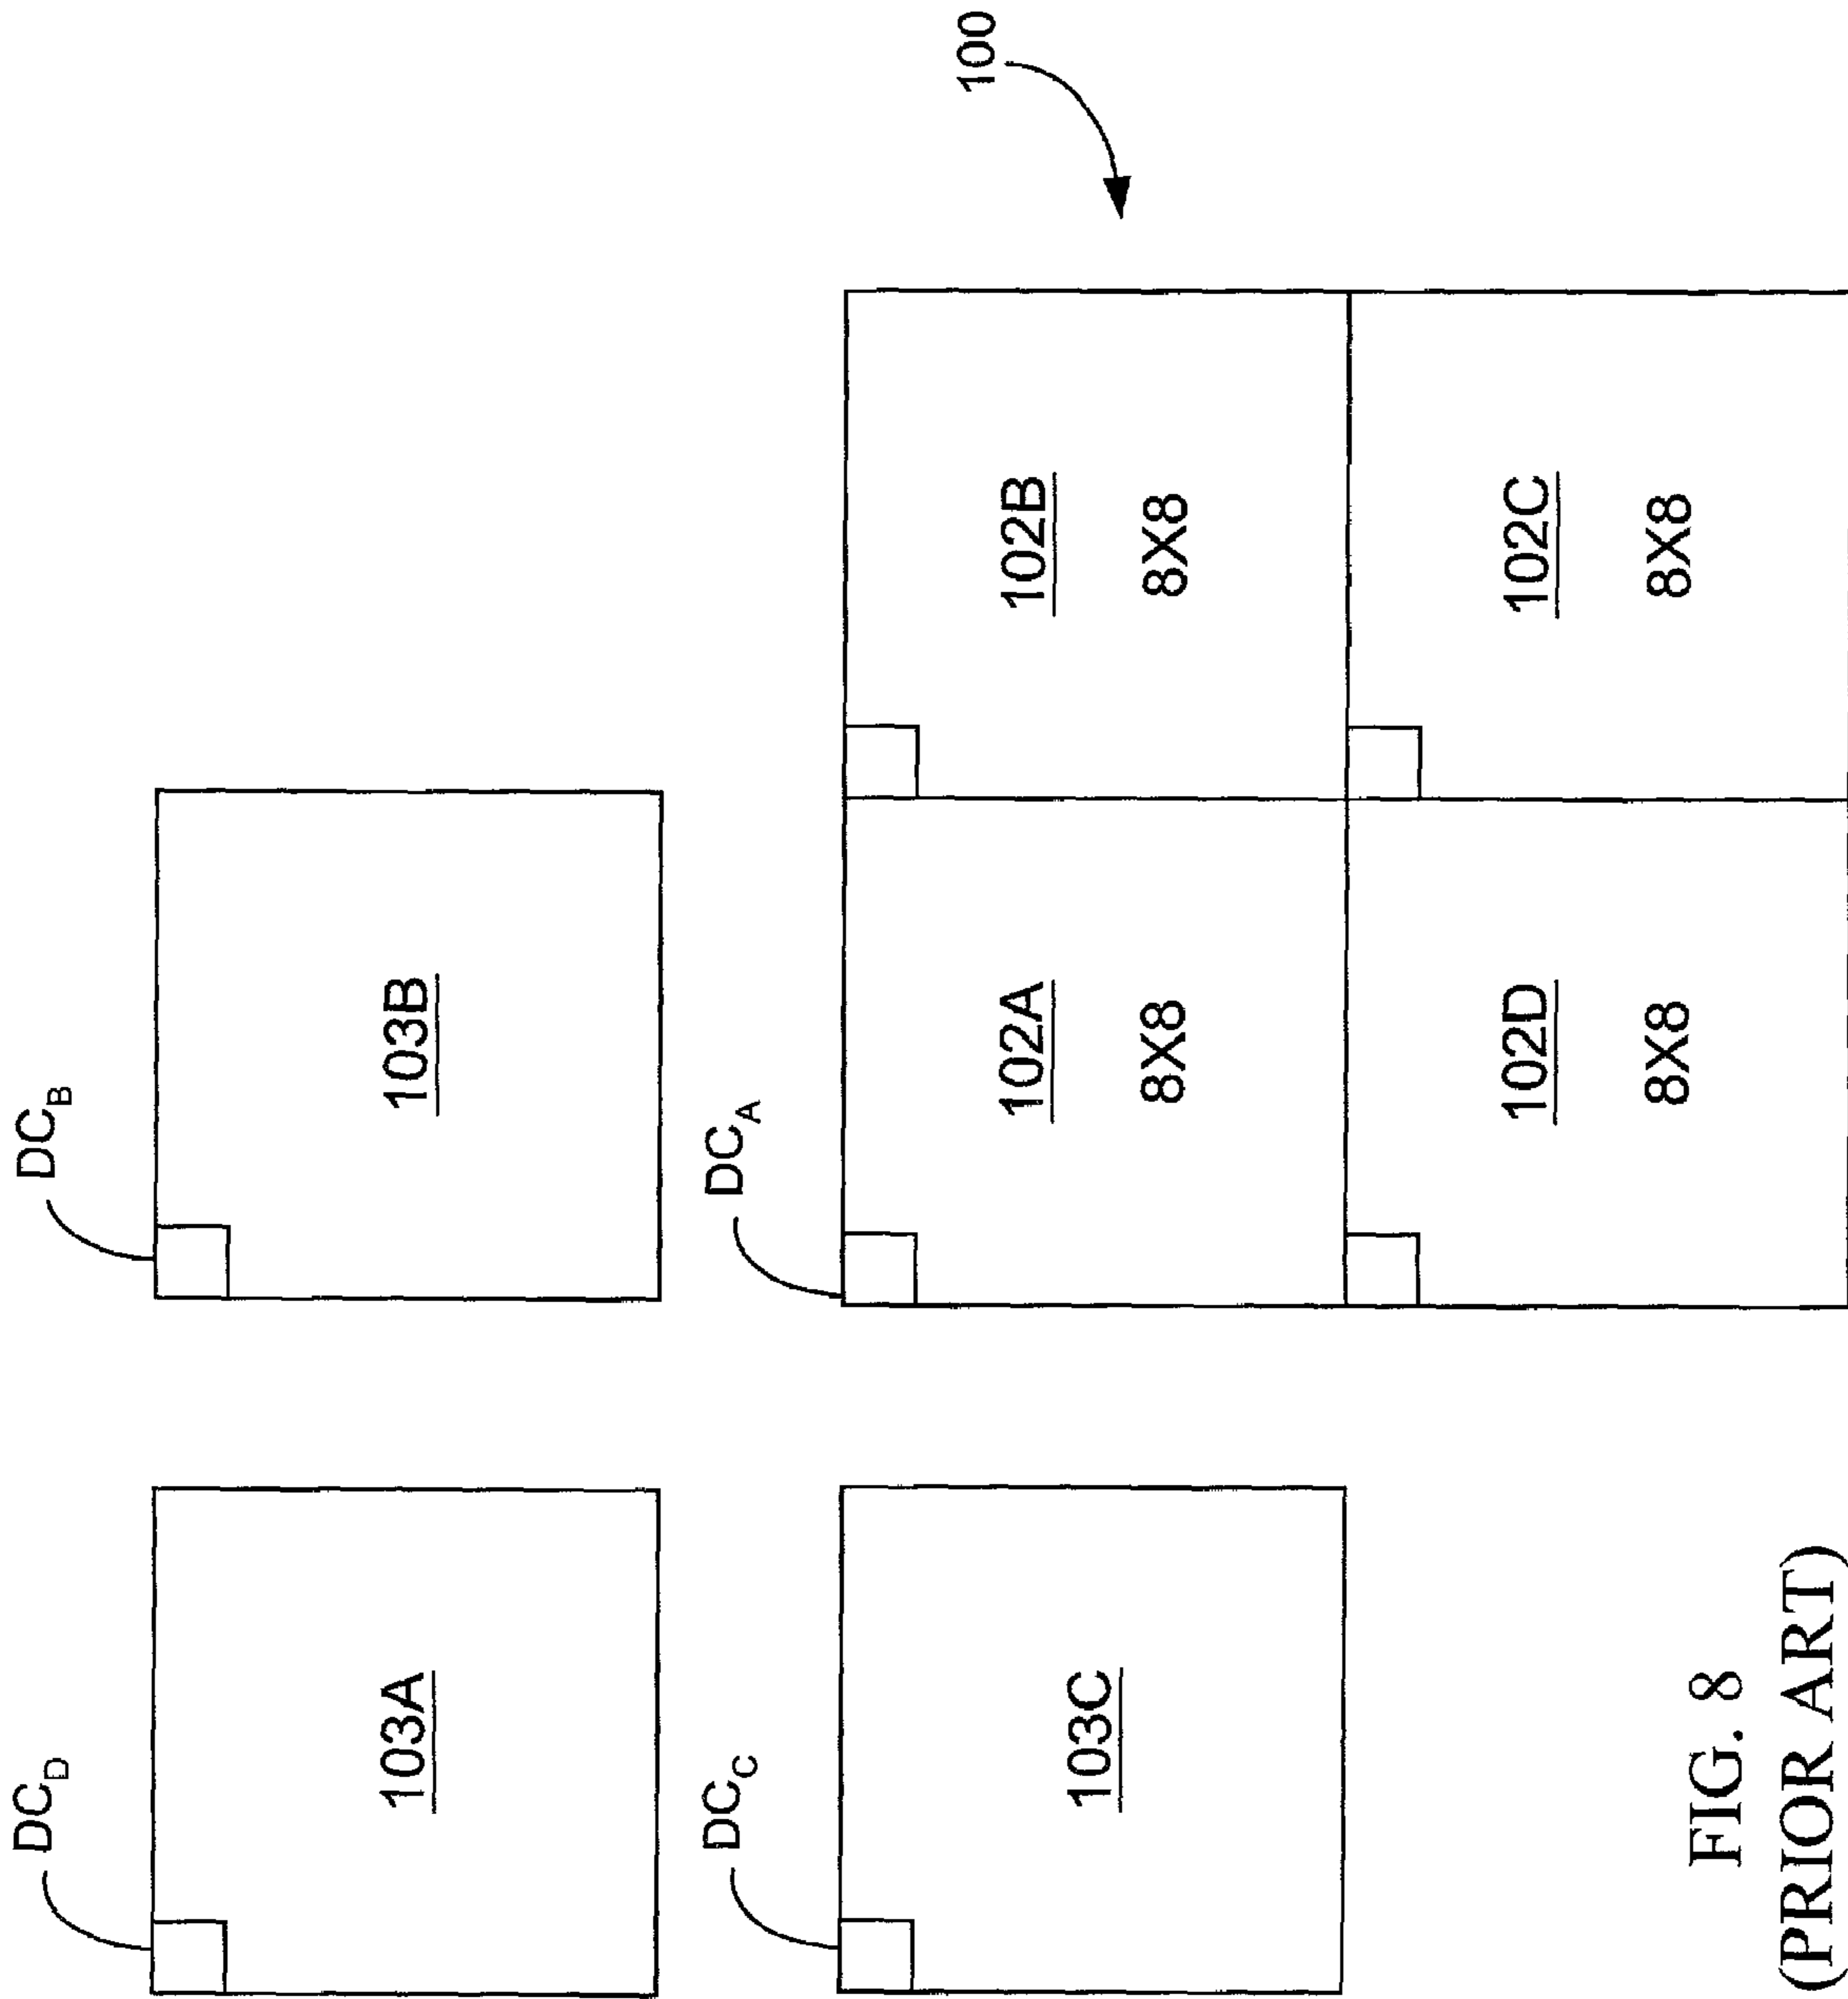 DC_D
DC_B
103A
103B
DC_C
DC_A
100
103C
102A
8X8
102B
8X8
102D
8X8
102C
8X8
FIG. 8
(PRIOR ART)